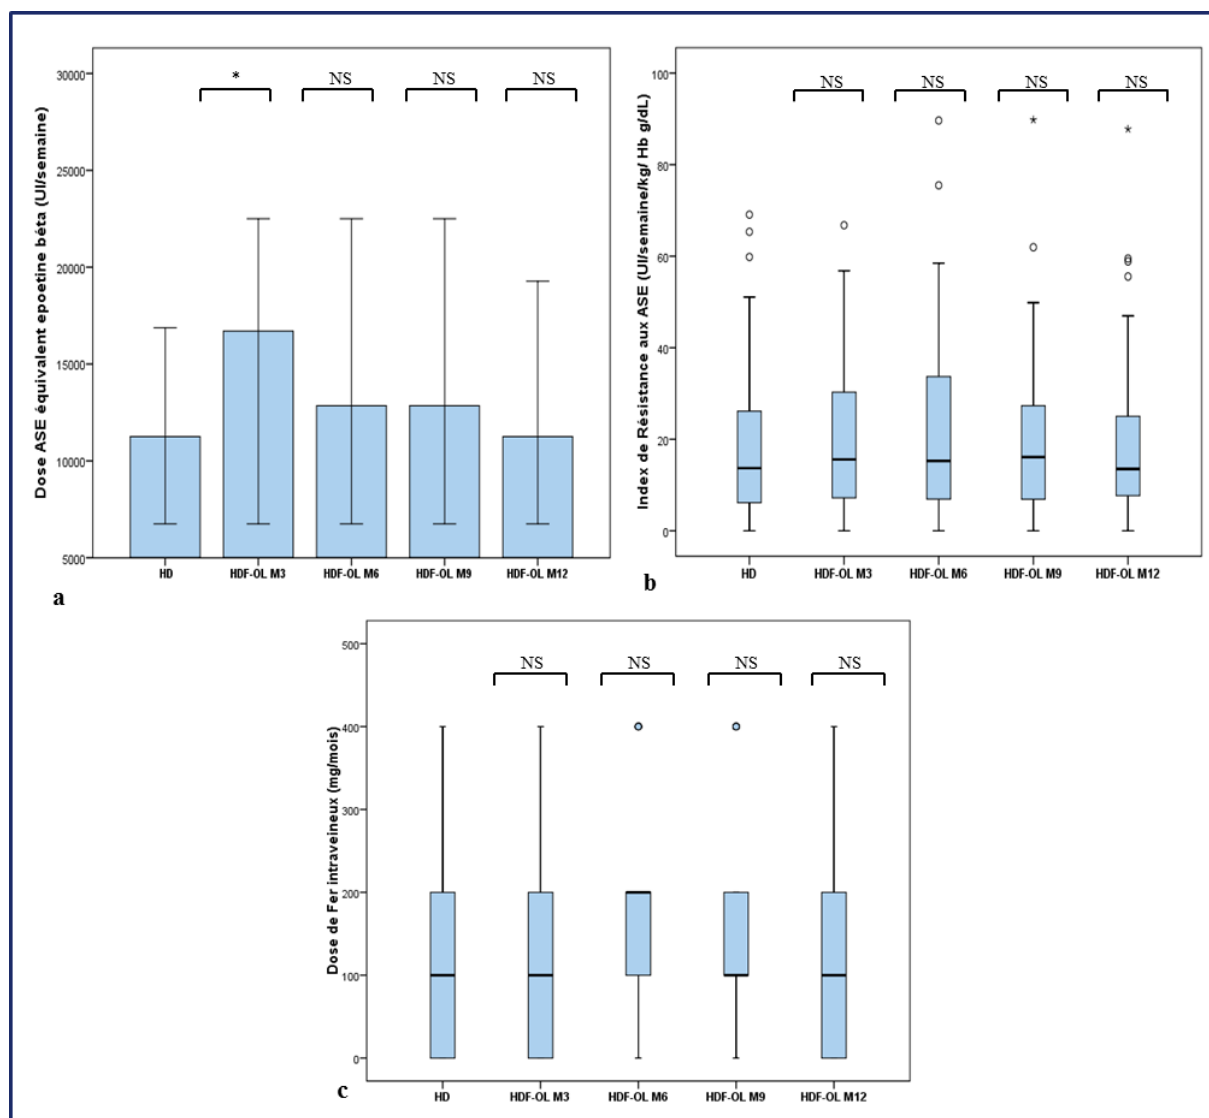 Dose ASE équivalent epoetine béta (UI/semaine)
30000
25000
20000
15000
10000
5000
*
NS
NS
NS
HD
HDF-OL M3
HDF-OL M6
HDF-OL M9
HDF-OL M12
a
Index de Résistance aux ASE (UI/semaine/kg/ Hb g/dL)
100
80
60
40
20
0
NS
NS
NS
NS
HD
HDF-OL M3
HDF-OL M6
HDF-OL M9
HDF-OL M12
b
Dose de Fer intraveineux (mg/mois)
500
400
300
200
100
0
NS
NS
NS
NS
HD
HDF-OL M3
HDF-OL M6
HDF-OL M9
HDF-OL M12
c